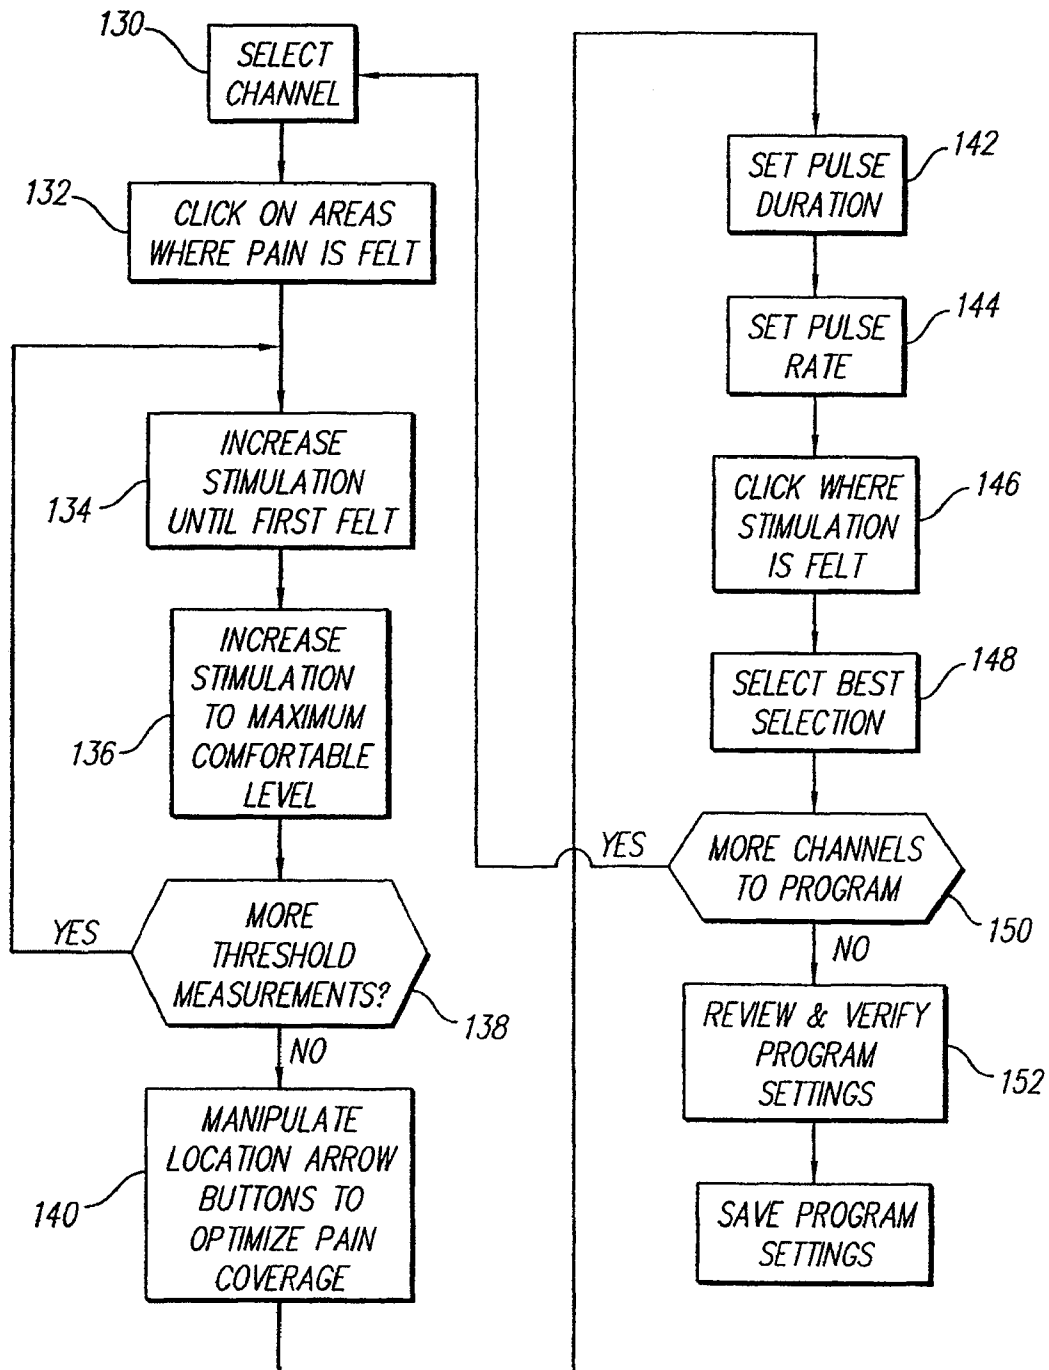 130
SELECT
CHANNEL
132
CLICK ON AREAS
WHERE PAIN IS FELT
134
INCREASE
STIMULATION
UNTIL FIRST FELT
136
INCREASE
STIMULATION
TO MAXIMUM
COMFORTABLE
LEVEL
YES
MORE
THRESHOLD
MEASUREMENTS?
138
NO
140
MANIPULATE
LOCATION ARROW
BUTTONS TO
OPTIMIZE PAIN
COVERAGE
142
SET PULSE
DURATION
144
SET PULSE
RATE
146
CLICK WHERE
STIMULATION
IS FELT
148
SELECT BEST
SELECTION
YES
MORE CHANNELS
TO PROGRAM
150
NO
REVIEW & VERIFY
PROGRAM
SETTINGS
152
SAVE PROGRAM
SETTINGS